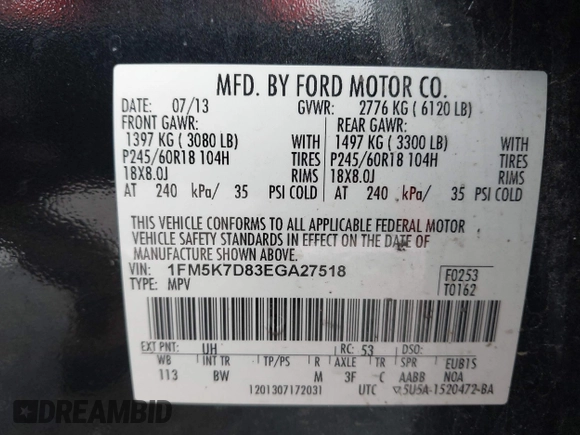 MFD. BY FORD MOTOR CO.
DATE: 07/13 GVWR: 2776 KG ( 6120 LB)
FRONT GAWR: REAR GAWR:
1397 KG ( 3080 LB) WITH 1497 KG ( 3300 LB) WITH
P245/60R18 104H TIRES P245/60R18 104H TIRES
18X8.0J RIMS 18X8.0J RIMS
AT 240 kPa/ 35 PSI COLD AT 240 kPa/ 35 PSI COLD
THIS VEHICLE CONFORMS TO ALL APPLICABLE FEDERAL MOTOR
VEHICLE SAFETY STANDARDS IN EFFECT ON THE DATE OF
MANUFACTURE SHOWN ABOVE.
VIN: 1FM5K7D83EGA27518 F0253
TYPE: MPV T0162
EXT PNT: UH RC: 53 DSO:
WB INT TR TP/PS R AXLE TR SPR EUB1S
113 BW M 3F C AABB NOA
1201307172031 UTC ▽5U5A-1520472-BA
DREAMBID